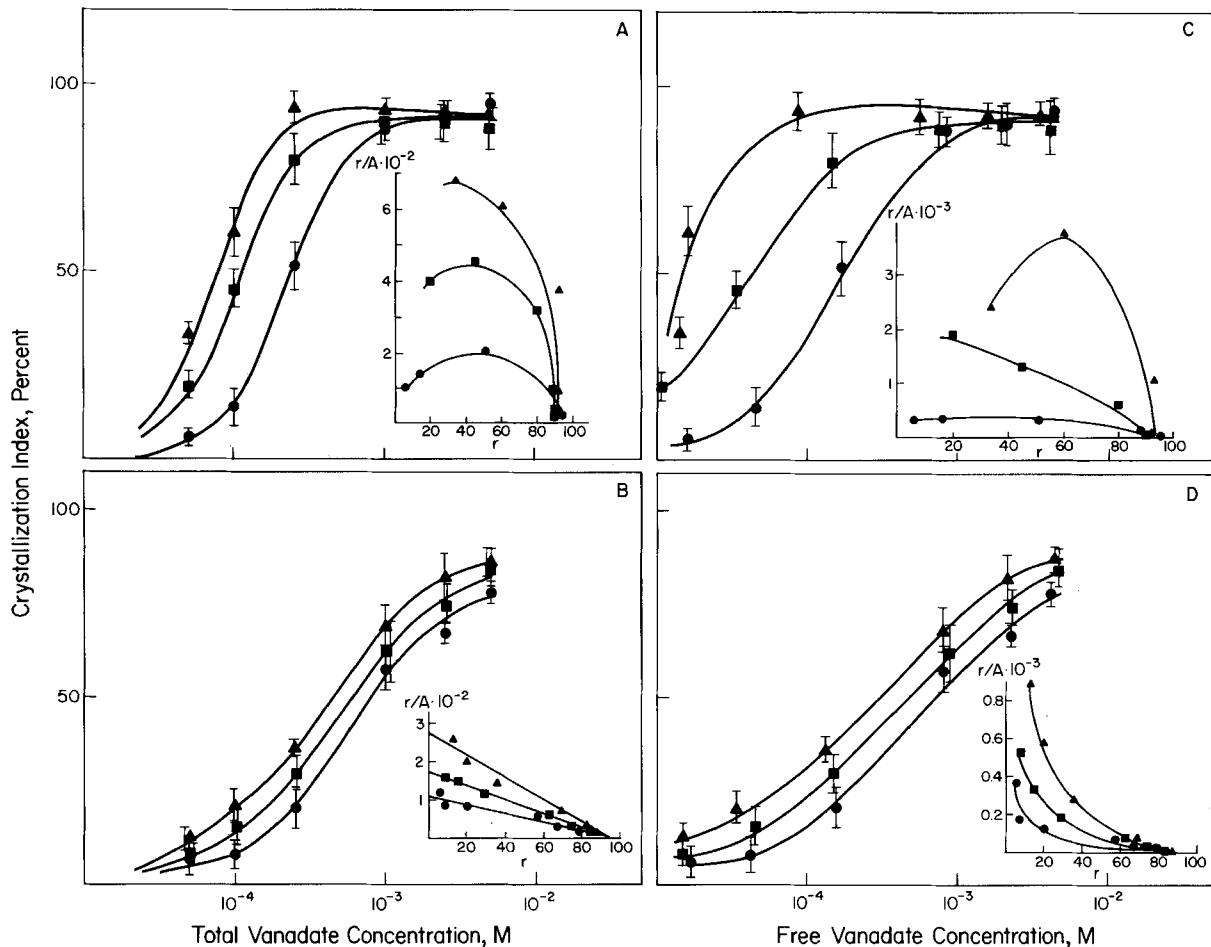 Crystallization Index, Percent
A
100
50
r/A·10⁻²
6
4
2
20 40 60 80 100
r
C
r/A·10⁻³
3
2
1
20 40 60 80 100
r
B
100
50
r/A·10⁻²
3
2
1
20 40 60 80 100
r
10⁻⁴ 10⁻³ 10⁻²
Total Vanadate Concentration, M
D
r/A·10⁻³
0.8
0.6
0.4
0.2
20 40 60 80 100
r
10⁻⁴ 10⁻³ 10⁻²
Free Vanadate Concentration, M